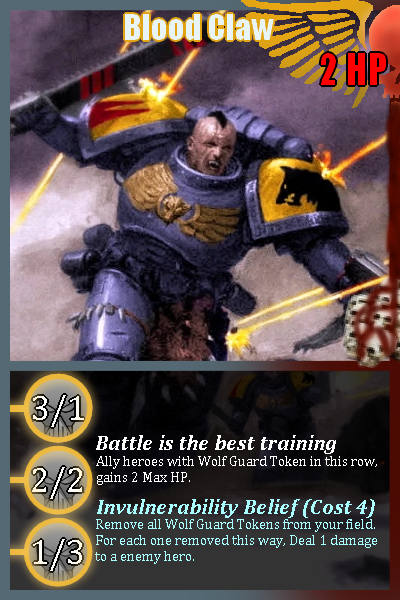 Blood Claw
2 HP
3/1
2/2
1/3
Battle is the best training
Ally heroes with Wolf Guard Token in this row,
gains 2 Max HP.
Invulnerability Belief (Cost 4)
Remove all Wolf Guard Tokens from your field.
For each one removed this way, Deal 1 damage
to a enemy hero.